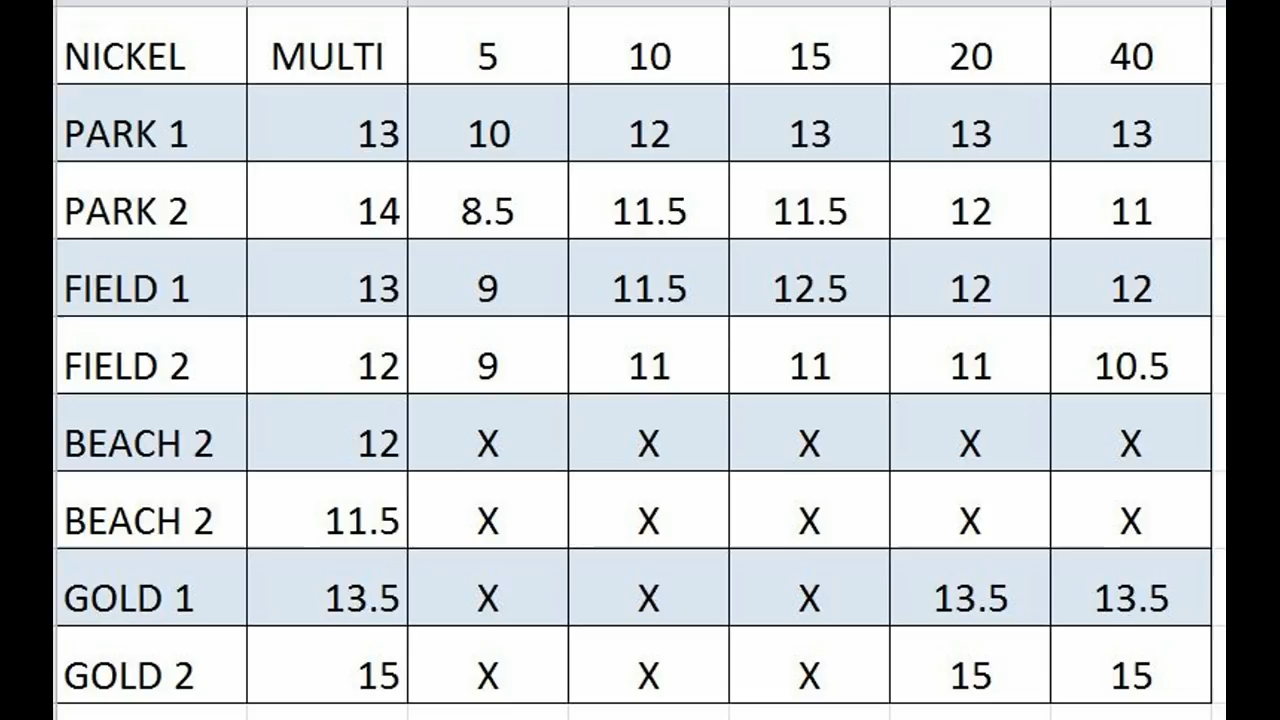 NICKEL MULTI 5 10 15 20 40
PARK 1 13 10 12 13 13 13
PARK 2 14 8.5 11.5 11.5 12 11
FIELD 1 13 9 11.5 12.5 12 12
FIELD 2 12 9 11 11 11 10.5
BEACH 2 12 X X X X X
BEACH 2 11.5 X X X X X
GOLD 1 13.5 X X X 13.5 13.5
GOLD 2 15 X X X 15 15